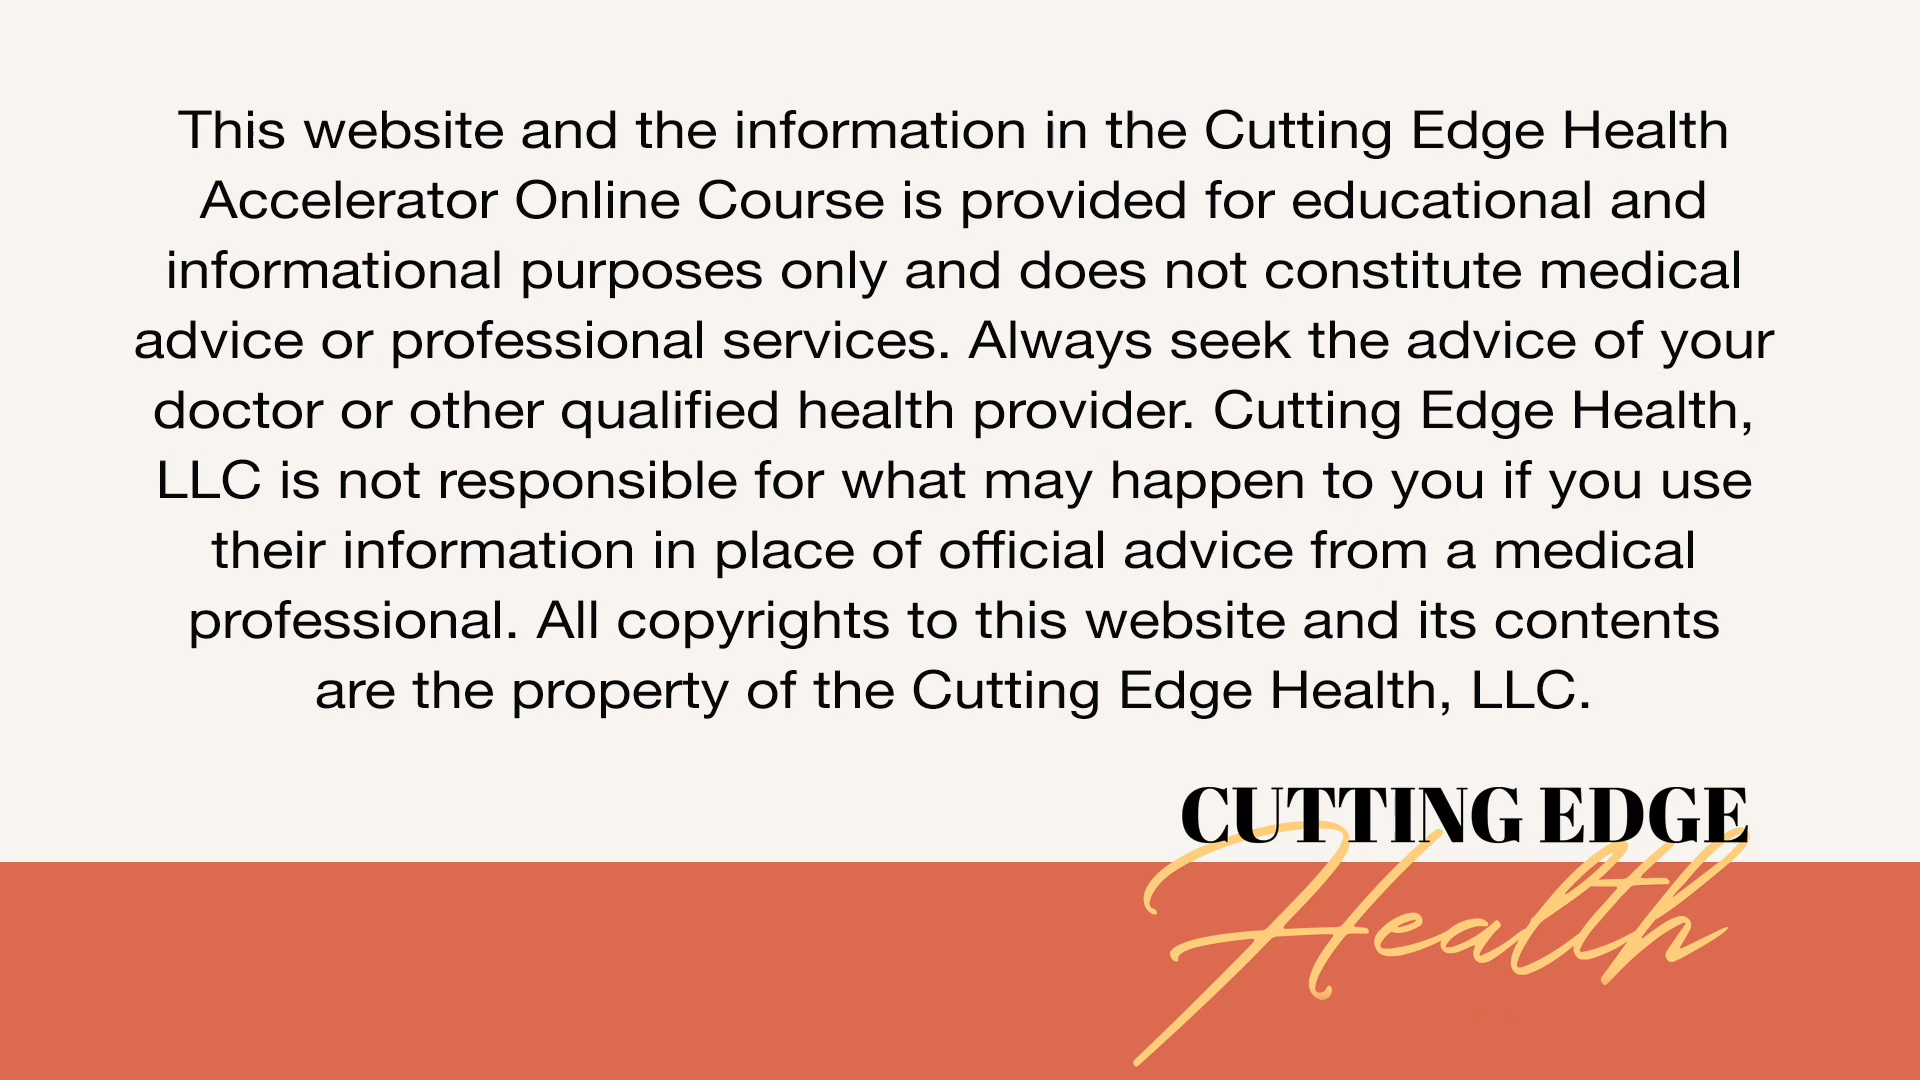 This website and the information in the Cutting Edge Health
Accelerator Online Course is provided for educational and
informational purposes only and does not constitute medical
advice or professional services. Always seek the advice of your
doctor or other qualified health provider. Cutting Edge Health,
LLC is not responsible for what may happen to you if you use
their information in place of official advice from a medical
professional. All copyrights to this website and its contents
are the property of the Cutting Edge Health, LLC.
CUTTING EDGE
Health